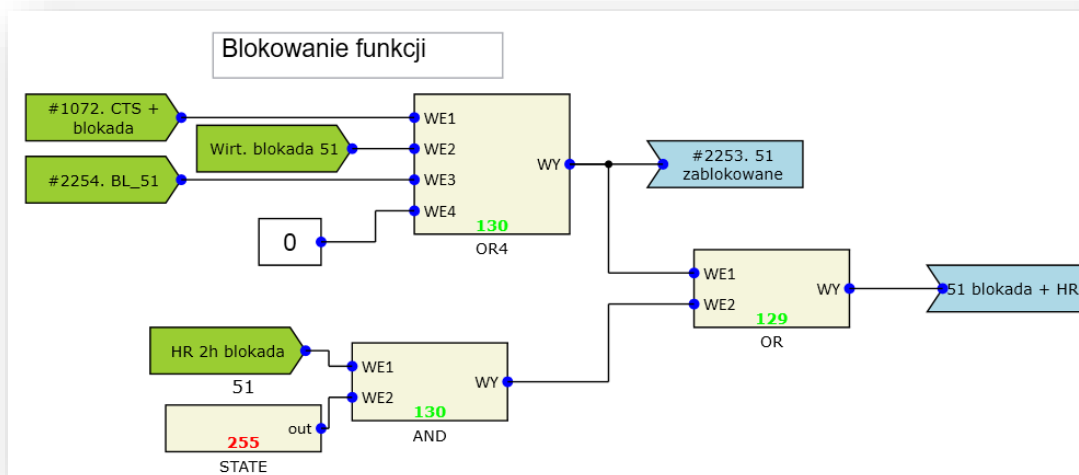 Blokowanie funkcji
#1072. CTS +
blokada
Wirt. blokada 51
#2254. BL_51
0
WE1
WE2
WE3
WE4
WY
130
OR4
#2253. 51
zablokowane
WE1
WE2
WY
129
OR
51 blokada + HR
HR 2h blokada
51
out
255
STATE
WE1
WE2
WY
130
AND